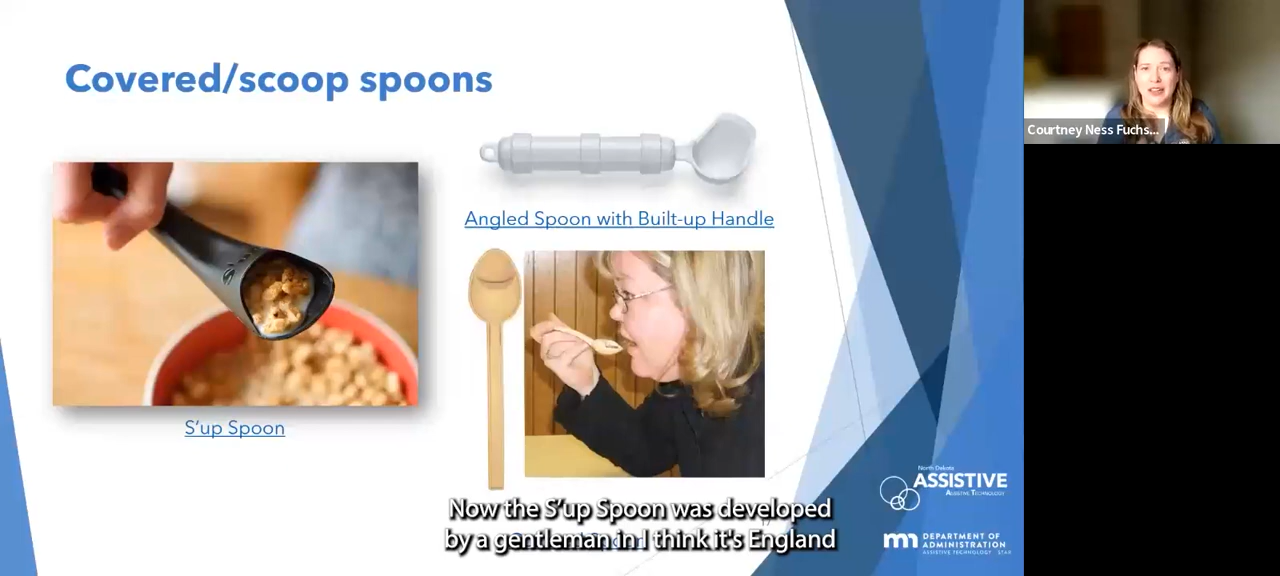 Covered/scoop spoons
Courtney Ness Fuchs...
Angled Spoon with Built-up Handle
S'up Spoon
North Dakota
ASSISTIVE
ASSISTIVE TECHNOLOGY
Now the S'up Spoon was developed
by a gentleman in I think it's England
DEPARTMENT OF
ADMINISTRATION
ASSISTIVE TECHNOLOGY STAR